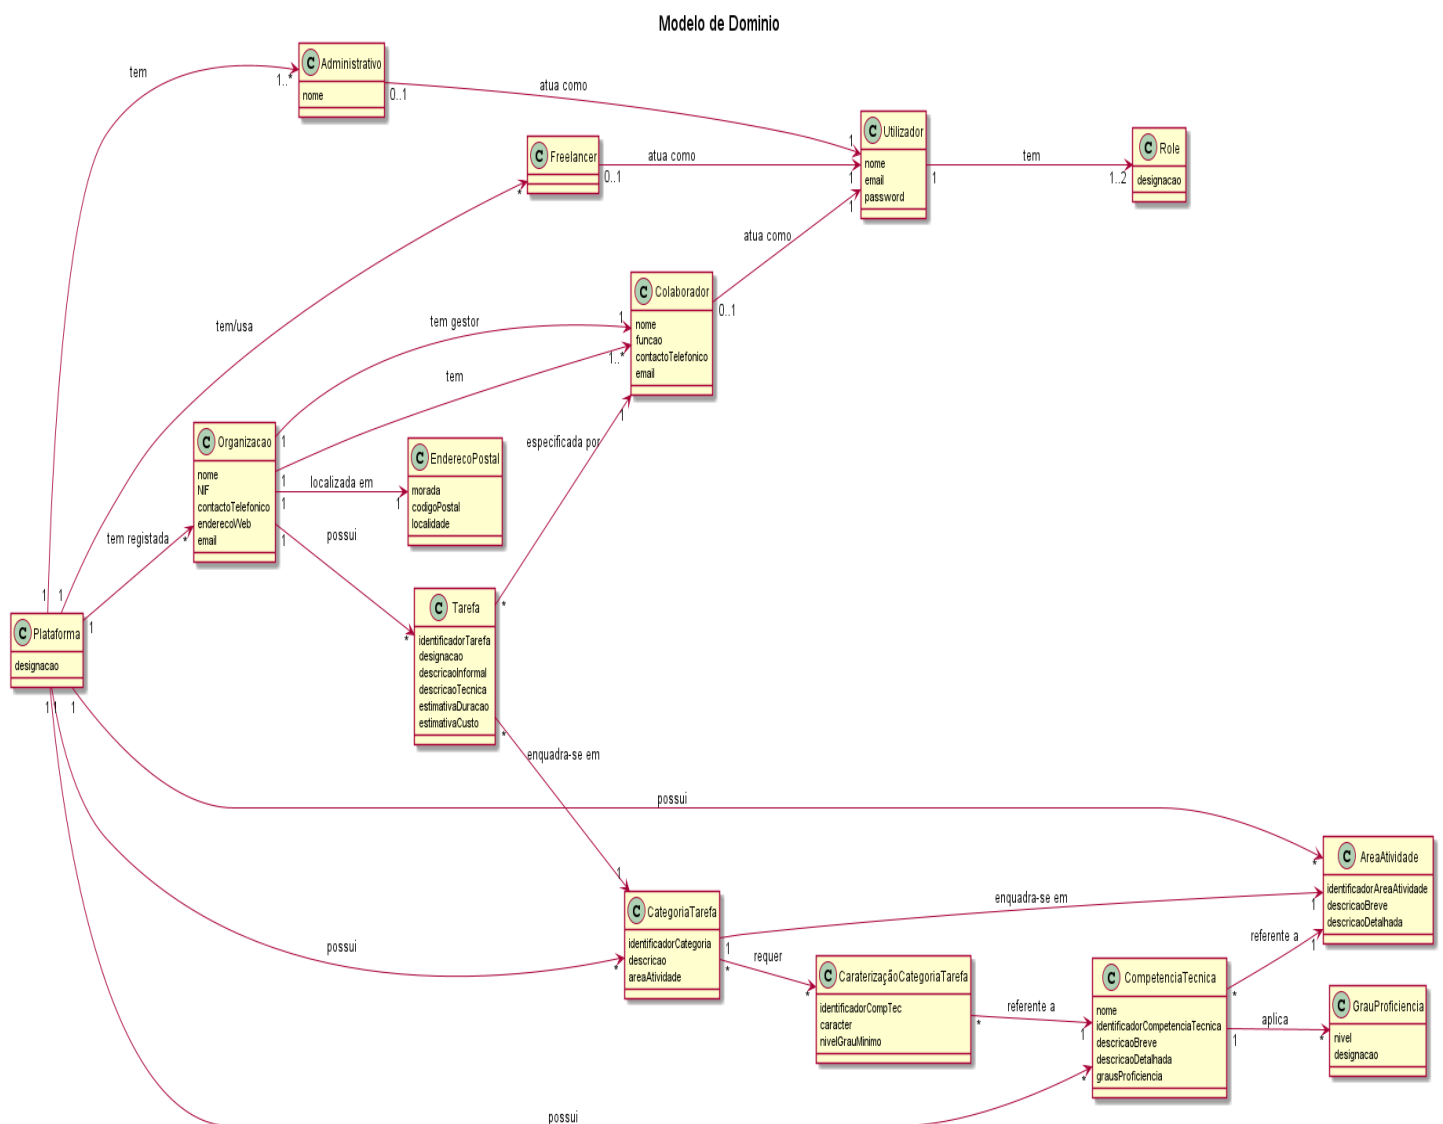 Modelo de Dominio
C Administrativo
nome
tem
1..*
0..1
atua como
C Utilizador
nome
email
password
1
1
1
1
tem
1..2
C Role
designacao
C Freelancer
0..1
atua como
*
tem/usa
C Colaborador
nome
funcao
contactoTelefonico
email
0..1
atua como
1
1..*
1
tem gestor
tem
especificada por
C Organizacao
nome
NIF
contactoTelefonico
enderecoWeb
email
1
1
1
1
*
tem registada
localizada em
1
C EnderecoPostal
morada
codigoPostal
localidade
possui
*
C Tarefa
identificadorTarefa
designacao
descricaoInformal
descricaoTecnica
estimativaDuracao
estimativaCusto
*
*
enquadra-se em
1
1
1
1
C Plataforma
designacao
1
1
1
possui
*
C AreaAtividade
identificadorAreaAtividade
descricaoBreve
descricaoDetalhada
1
1
possui
*
C CategoriaTarefa
identificadorCategoria
descricao
areaAtividade
1
*
enquadra-se em
requer
*
C CaraterizaçãoCategoriaTarefa
identificadorCompTec
caracter
nivelGrauMinimo
*
referente a
1
*
C CompetenciaTecnica
nome
identificadorCompetenciaTecnica
descricaoBreve
descricaoDetalhada
grausProficiencia
*
1
referente a
aplica
*
C GrauProficiencia
nivel
designacao
possui